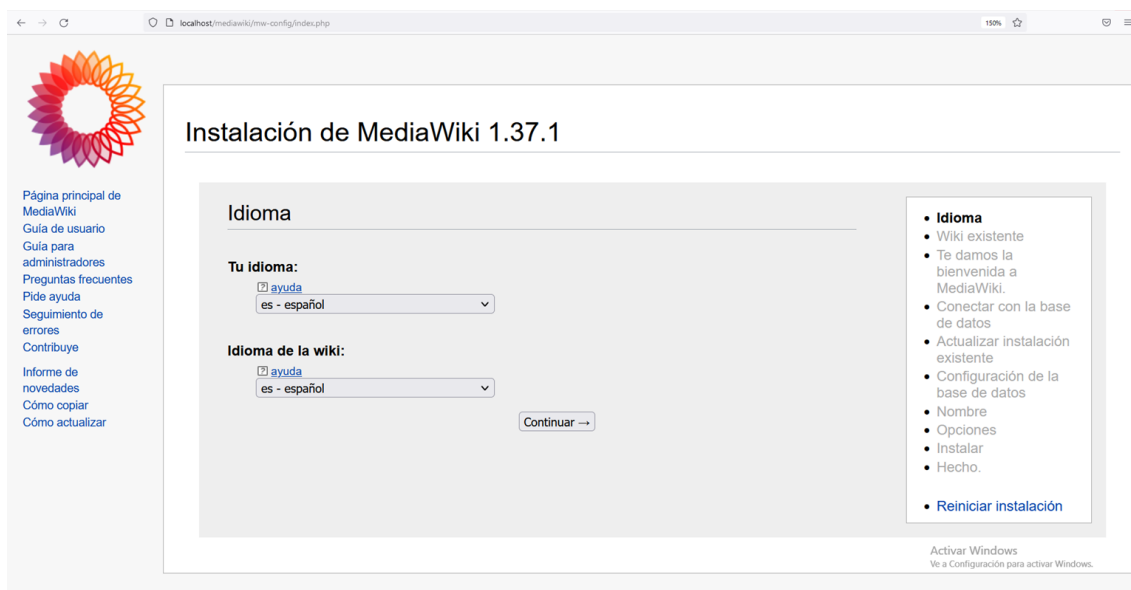 localhost/mediawiki/mw-config/index.php
150%
Instalación de MediaWiki 1.37.1
Página principal de
MediaWiki
Guía de usuario
Guía para
administradores
Preguntas frecuentes
Pide ayuda
Seguimiento de
errores
Contribuye
Informe de
novedades
Cómo copiar
Cómo actualizar
Idioma
Tu idioma:
? ayuda
es - español
Idioma de la wiki:
? ayuda
es - español
Continuar →
Idioma
Wiki existente
Te damos la
bienvenida a
MediaWiki.
Conectar con la base
de datos
Actualizar instalación
existente
Configuración de la
base de datos
Nombre
Opciones
Instalar
Hecho.
Reiniciar instalación
Activar Windows
Ve a Configuración para activar Windows.